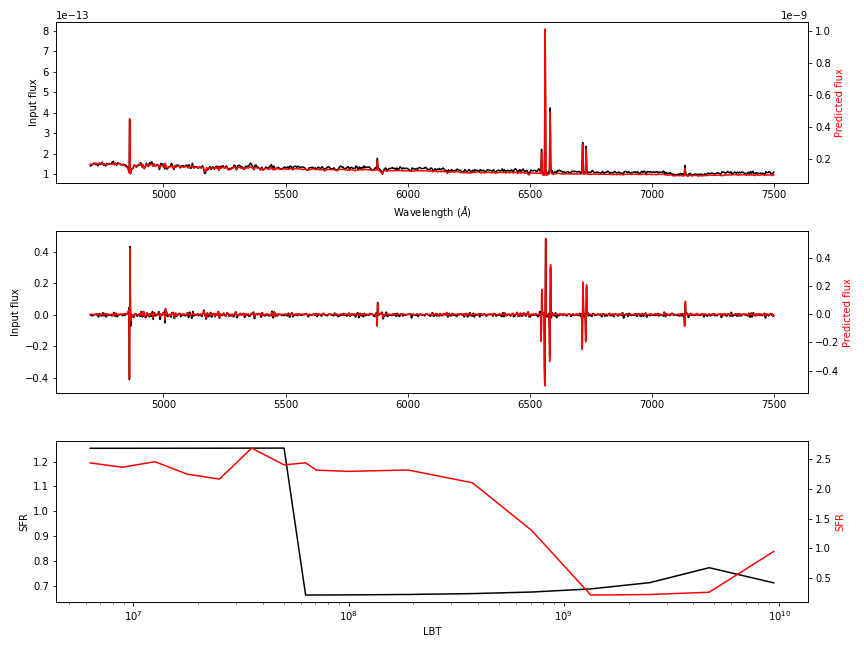 1e−13
1e−9
8
7
6
5
4
3
2
1
Input flux
1.0
0.8
0.6
0.4
0.2
Predicted flux
5000 5500 6000 6500 7000 7500
Wavelength (Å)
0.4
0.2
0.0
−0.2
−0.4
Input flux
0.4
0.2
0.0
−0.2
−0.4
Predicted flux
5000 5500 6000 6500 7000 7500
1.2
1.1
1.0
0.9
0.8
0.7
SFR
2.5
2.0
1.5
1.0
0.5
SFR
10^7 10^8 10^9 10^10
LBT